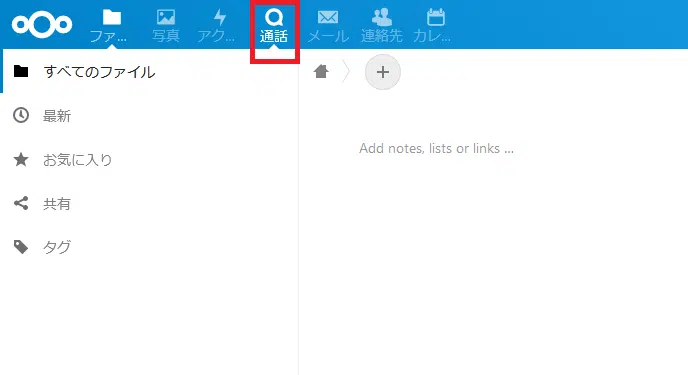 ファ...
写真
アク...
通話
メール
連絡先
カレ...
すべてのファイル
最新
お気に入り
共有
タグ
Add notes, lists or links ...